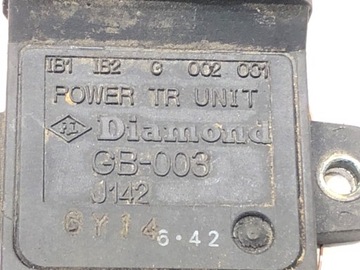 IB1 IB2 G OC2 OC1
POWER TR UNIT
Diamond
GB-003
J142
6Y14 6·42